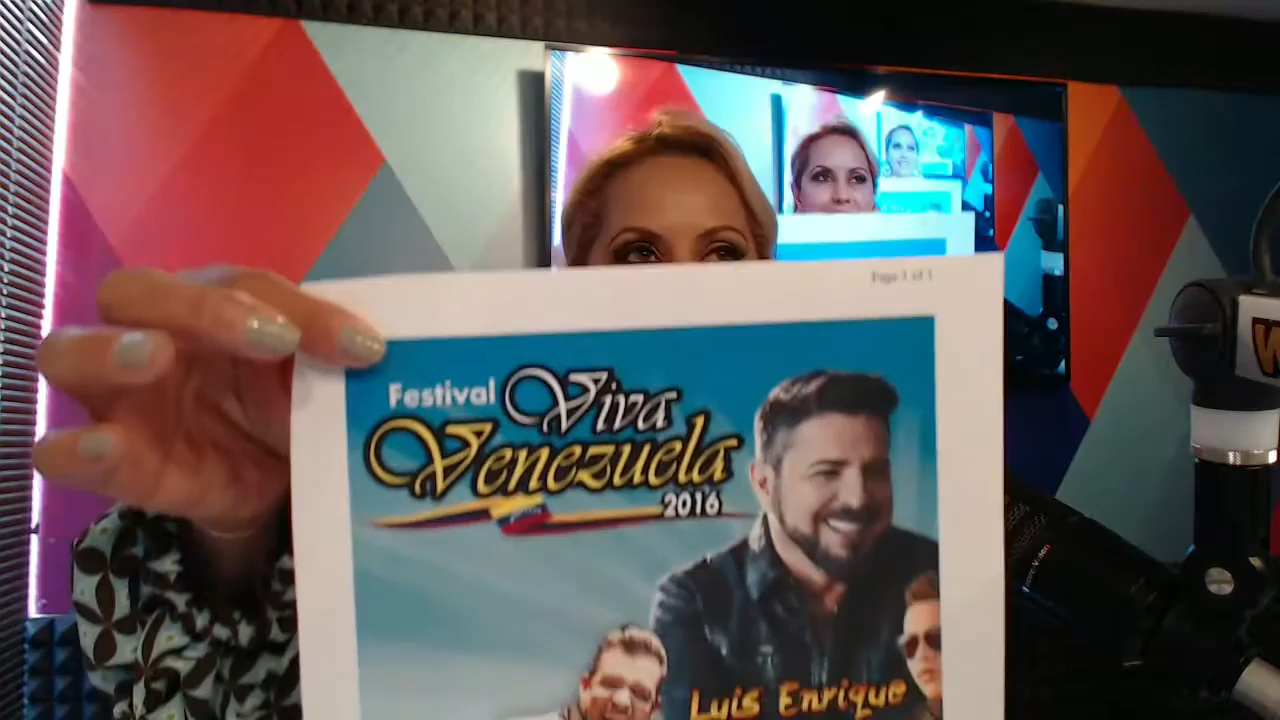 Page 1 of 1
Festival Viva
Venezuela
2016
Luis Enrique